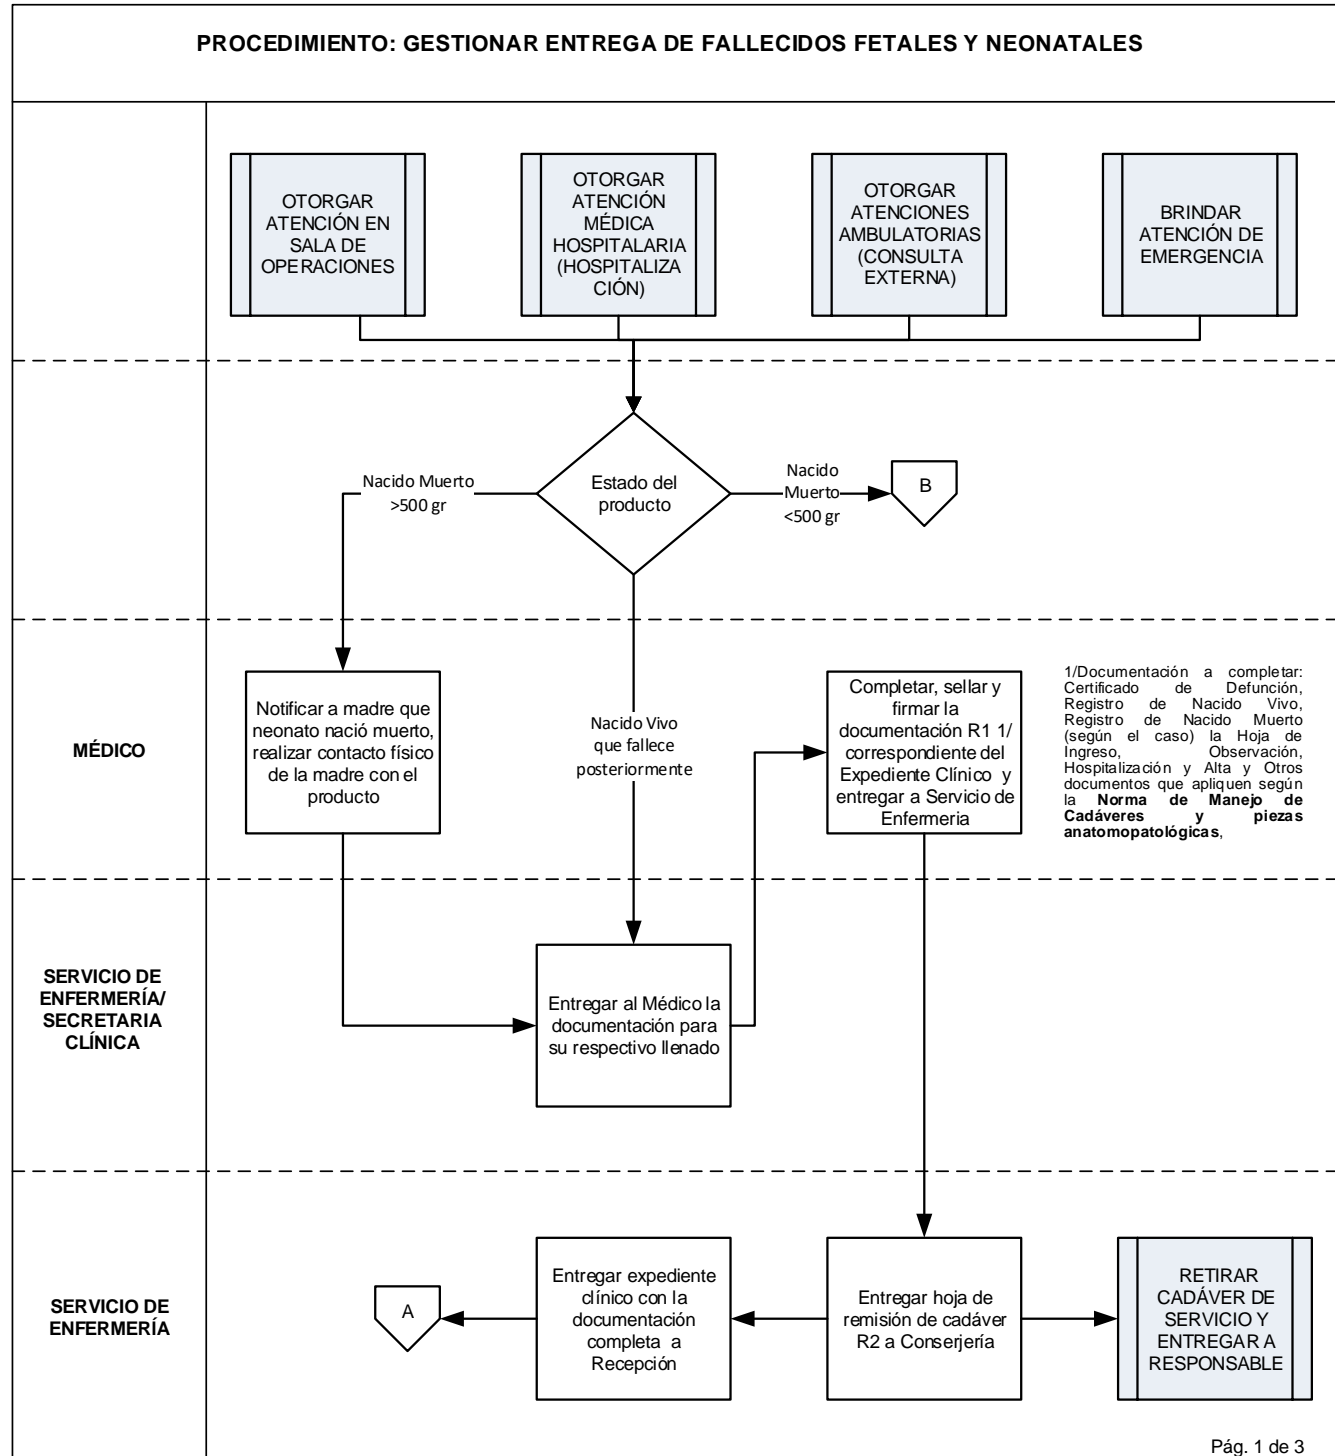 PROCEDIMIENTO: GESTIONAR ENTREGA DE FALLECIDOS FETALES Y NEONATALES
OTORGAR
ATENCIÓN EN
SALA DE
OPERACIONES
OTORGAR
ATENCIÓN
MÉDICA
HOSPITALARIA
(HOSPITALIZA
CIÓN)
OTORGAR
ATENCIONES
AMBULATORIAS
(CONSULTA
EXTERNA)
BRINDAR
ATENCIÓN DE
EMERGENCIA
Nacido Muerto
>500 gr
Estado del
producto
Nacido
Muerto
<500 gr
B
MÉDICO
Notificar a madre que
neonato nació muerto,
realizar contacto físico
de la madre con el
producto
Nacido Vivo
que fallece
posteriormente
Completar, sellar y
firmar la
documentación R1 1/
correspondiente del
Expediente Clínico y
entregar a Servicio de
Enfermeria
1/Documentación a completar:
Certificado de Defunción,
Registro de Nacido Vivo,
Registro de Nacido Muerto
(según el caso) la Hoja de
Ingreso, Observación,
Hospitalización y Alta y Otros
documentos que apliquen según
la Norma de Manejo de
Cadáveres y piezas
anatomopatológicas,
SERVICIO DE
ENFERMERÍA/
SECRETARIA
CLÍNICA
Entregar al Médico la
documentación para
su respectivo llenado
SERVICIO DE
ENFERMERÍA
A
Entregar expediente
clínico con la
documentación
completa a
Recepción
Entregar hoja de
remisión de cadáver
R2 a Conserjería
RETIRAR
CADÁVER DE
SERVICIO Y
ENTREGAR A
RESPONSABLE
Pág. 1 de 3